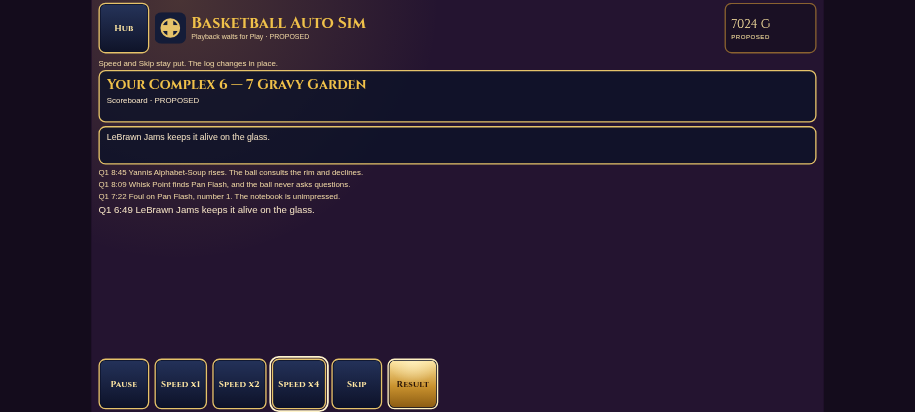 Hub
Basketball Auto Sim
Playback waits for Play · PROPOSED
7024 G
PROPOSED
Speed and Skip stay put. The log changes in place.
Your Complex 6 — 7 Gravy Garden
Scoreboard · PROPOSED
LeBrawn Jams keeps it alive on the glass.
Q1 8:45 Yannis Alphabet-Soup rises. The ball consults the rim and declines.
Q1 8:09 Whisk Point finds Pan Flash, and the ball never asks questions.
Q1 7:22 Foul on Pan Flash, number 1. The notebook is unimpressed.
Q1 6:49 LeBrawn Jams keeps it alive on the glass.
Pause
Speed x1
Speed x2
Speed x4
Skip
Result